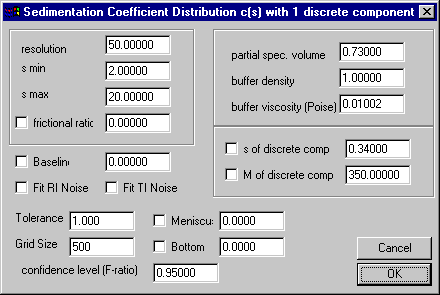 Sedimentation Coefficient Distribution c(s) with 1 discrete component
resolution 50.00000
s min 2.00000
s max 20.00000
frictional ratic 0.00000
partial spec. volume 0.73000
buffer density 1.00000
buffer viscosity (Poise) 0.01002
s of discrete comp 0.34000
M of discrete comp 350.00000
Baseline 0.00000
Fit RI Noise Fit TI Noise
Tolerance 1.000 Meniscu: 0.0000
Grid Size 500 Bottom 0.0000
confidence level (F-ratio) 0.95000
Cancel
OK